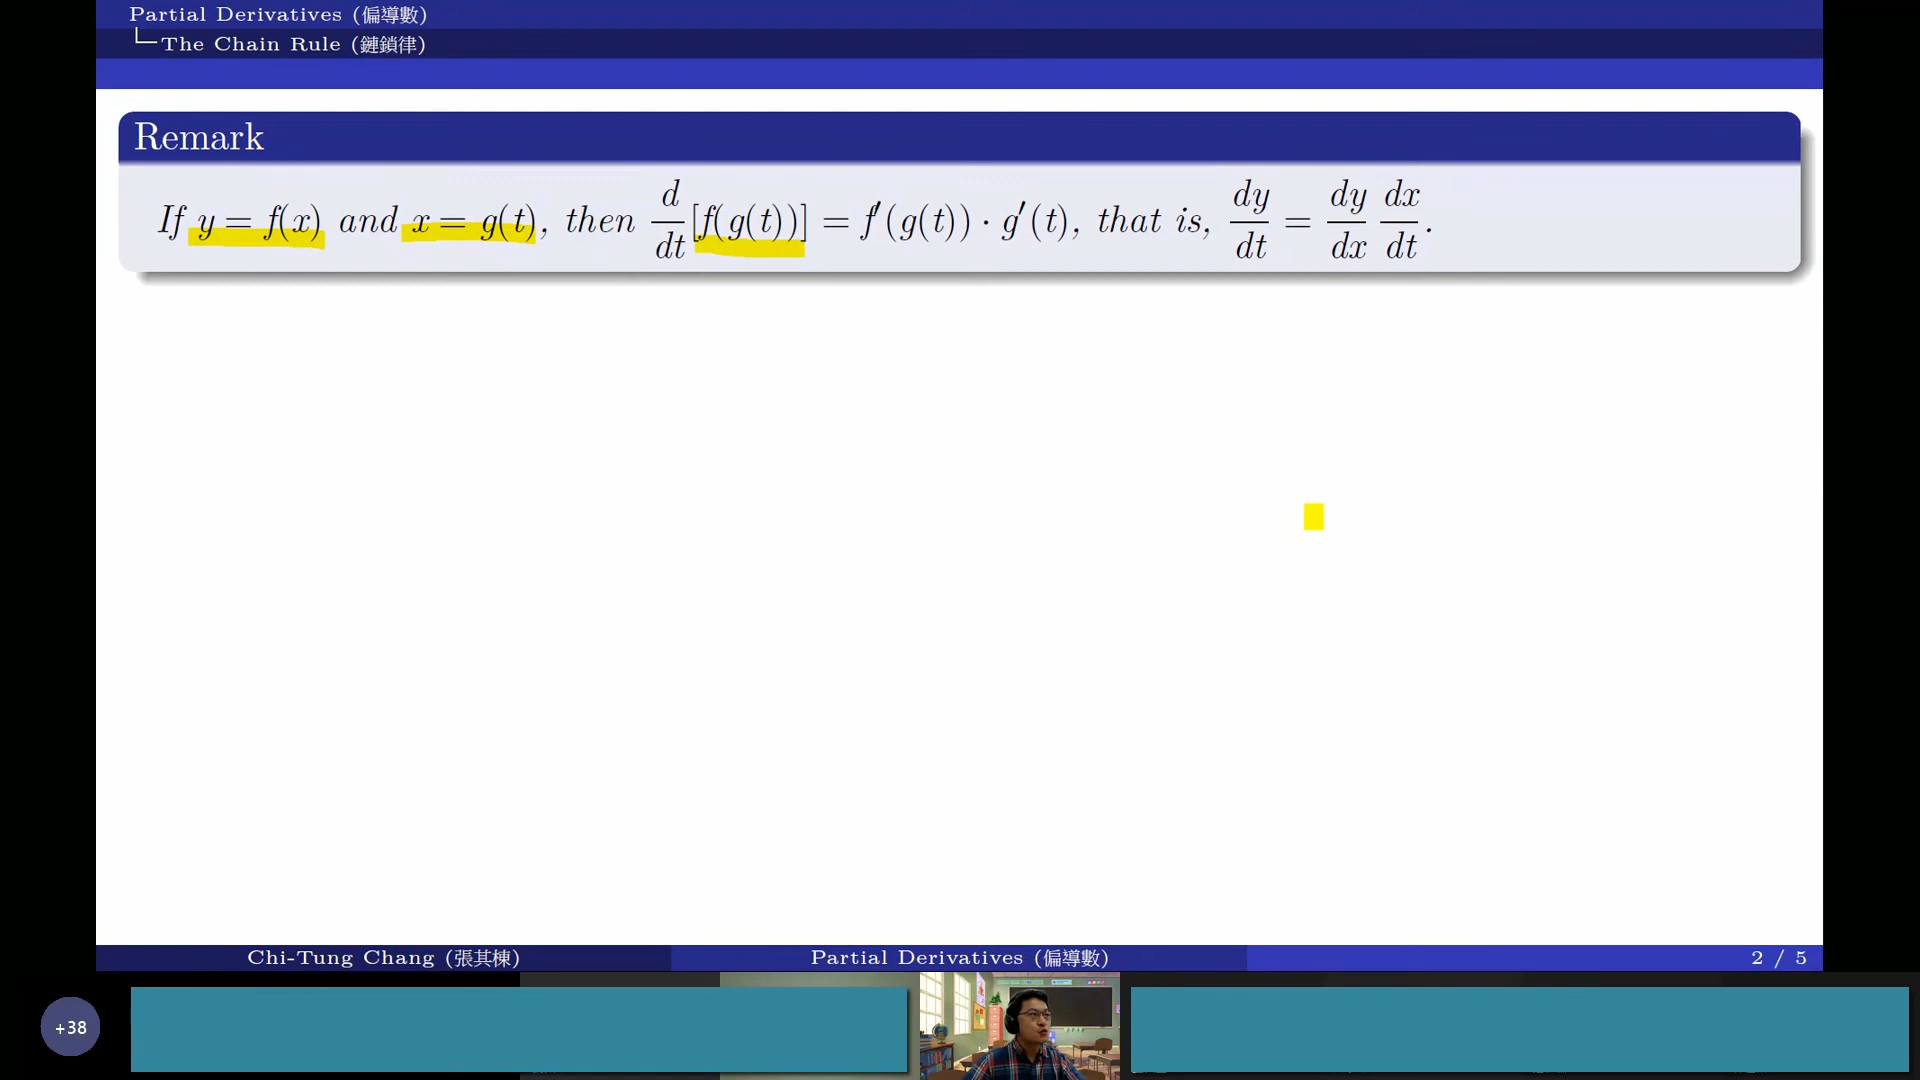 Partial Derivatives (偏導數)
The Chain Rule (鏈鎖律)
Remark
If y = f(x) and x = g(t), then d/dt[f(g(t))] = f′(g(t)) · g′(t), that is, dy/dt = dy/dx dx/dt.
Chi-Tung Chang (張其棟) Partial Derivatives (偏導數) 2 / 5
+38